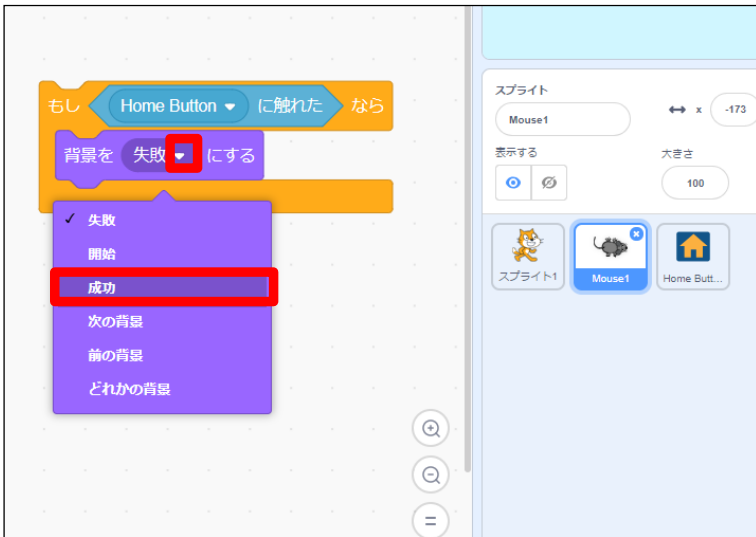 もし Home Button に触れた なら
背景を 失敗 にする
✓ 失敗
開始
成功
次の背景
前の背景
どれかの背景
スプライト
Mouse1
x -173
表示する
大きさ
100
スプライト1
Mouse1
Home Butt...